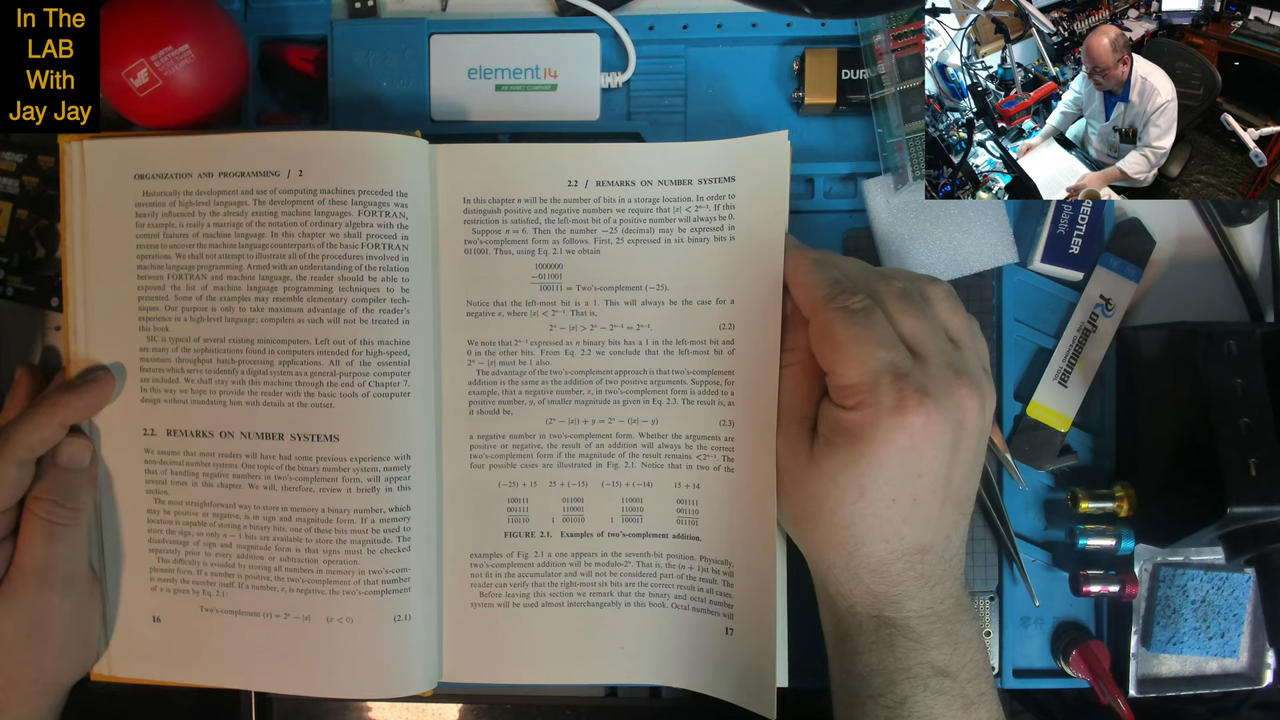 In The
LAB
With
Jay Jay
WÜRTH
ELEKTRONIK
element14
AN AVNET COMPANY
DURA
STAEDTLER
plastic
Professional
ORGANIZATION AND PROGRAMMING / 2
Historically the development and use of computing machines preceded the
invention of high-level languages. The development of these languages was
heavily influenced by the already existing machine languages. FORTRAN,
for example, is really a marriage of the notation of ordinary algebra with the
control features of machine language. In this chapter we shall proceed in
reverse to uncover the machine language counterparts of the basic FORTRAN
operations. We shall not attempt to illustrate all of the procedures involved in
machine language programming. Armed with an understanding of the relation
between FORTRAN and machine language, the reader should be able to
expound the list of machine language programming techniques to be
presented. Some of the examples may resemble elementary compiler tech-
niques. Our purpose is only to take maximum advantage of the reader's
experience in a high-level language; compilers as such will not be treated in
this book.
SIC is typical of several existing minicomputers. Left out of this machine
are many of the sophistications found in computers intended for high-speed,
maximum throughput batch-processing applications. All of the essential
features which serve to identify a digital system as a general-purpose computer
are included. We shall stay with this machine through the end of Chapter 7.
In this way we hope to provide the reader with the basic tools of computer
design without inundating him with details at the outset.
2.2. REMARKS ON NUMBER SYSTEMS
We assume that most readers will have had some previous experience with
non-decimal number systems. One topic of the binary number system, namely
that of handling negative numbers in two's-complement form, will appear
several times in this chapter. We will, therefore, review it briefly in this
section.
The most straightforward way to store in memory a binary number, which
may be positive or negative, is in sign and magnitude form. If a memory
location is capable of storing n binary bits, one of these bits must be used to
store the sign; so only n − 1 bits are available to store the magnitude. The
disadvantage of sign and magnitude form is that signs must be checked
separately prior to every addition or subtraction operation.
This difficulty is avoided by storing all numbers in memory in two's-com-
plement form. If a number is positive, the two's-complement of that number
is merely the number itself. If a number, x, is negative, the two's-complement
of x is given by Eq. 2.1:
Two's-complement (x) = 2ⁿ − |x| (x < 0) (2.1)
16
2.2 / REMARKS ON NUMBER SYSTEMS
In this chapter n will be the number of bits in a storage location. In order to
distinguish positive and negative numbers we require that |x| < 2ⁿ⁻¹. If this
restriction is satisfied, the left-most bit of a positive number will always be 0.
Suppose n = 6. Then the number −25 (decimal) may be expressed in
two's-complement form as follows. First, 25 expressed in six binary bits is
011001. Thus, using Eq. 2.1 we obtain
1000000
−011001
100111 = Two's-complement (−25).
Notice that the left-most bit is a 1. This will always be the case for a
negative x, where |x| < 2ⁿ⁻¹. That is,
2ⁿ − |x| > 2ⁿ − 2ⁿ⁻¹ = 2ⁿ⁻¹. (2.2)
We note that 2ⁿ⁻¹ expressed as n binary bits has a 1 in the left-most bit and
0 in the other bits. From Eq. 2.2 we conclude that the left-most bit of
2ⁿ − |x| must be 1 also.
The advantage of the two's-complement approach is that two's-complement
addition is the same as the addition of two positive arguments. Suppose, for
example, that a negative number, x, in two's-complement form is added to a
positive number, y, of smaller magnitude as given in Eq. 2.3. The result is, as
it should be,
(2ⁿ − |x|) + y = 2ⁿ − (|x| − y) (2.3)
a negative number in two's-complement form. Whether the arguments are
positive or negative, the result of an addition will always be the correct
two's-complement form if the magnitude of the result remains <2ⁿ⁻¹. The
four possible cases are illustrated in Fig. 2.1. Notice that in two of the
(−25) + 15 25 + (−15) (−15) + (−14) 15 + 14
100111 011001 110001 001111
001111 110001 110010 001110
110110 1 001010 1 100011 011101
FIGURE 2.1. Examples of two's-complement addition.
examples of Fig. 2.1 a one appears in the seventh-bit position. Physically,
two's-complement addition will be modulo-2ⁿ. That is, the (n + 1)st bit will
not fit in the accumulator and will not be considered part of the result. The
reader can verify that the right-most six bits are the correct result in all cases.
Before leaving this section we remark that the binary and octal number
system will be used almost interchangeably in this book. Octal numbers will
17